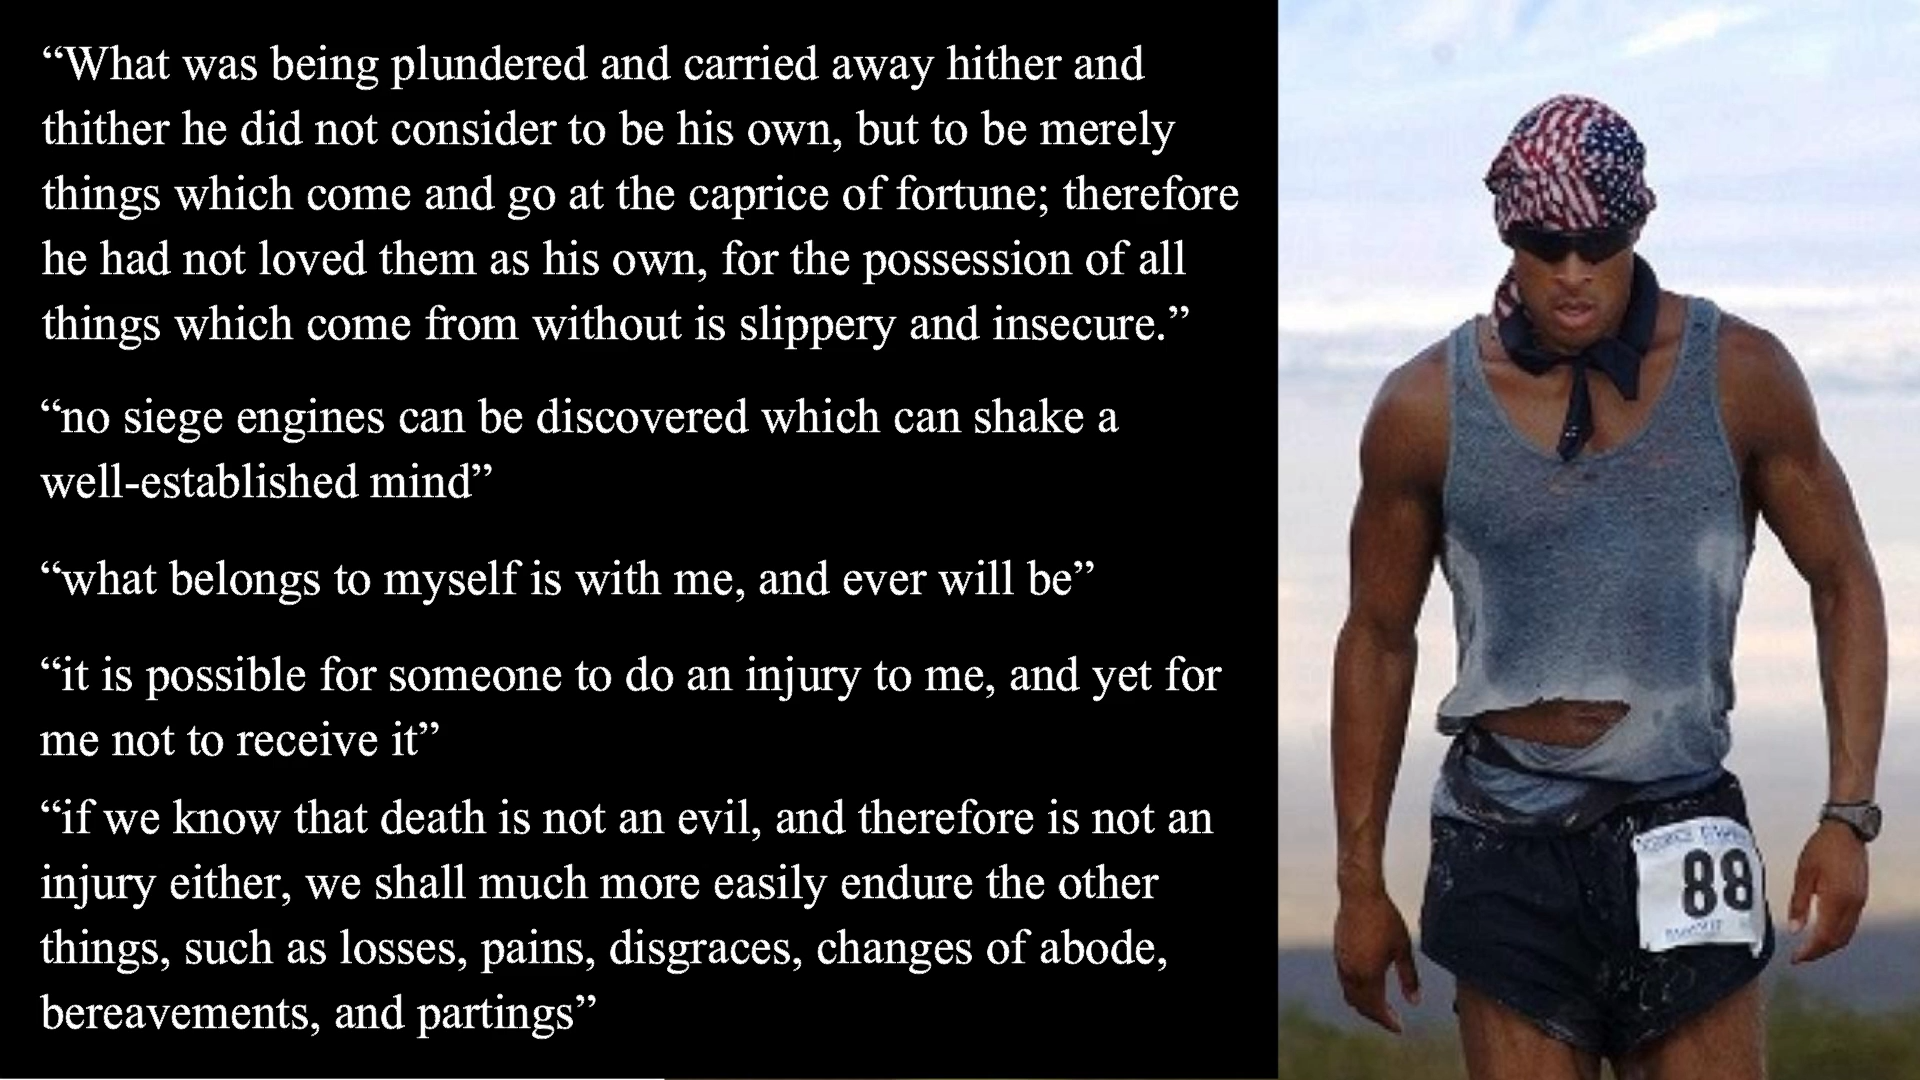 “What was being plundered and carried away hither and
thither he did not consider to be his own, but to be merely
things which come and go at the caprice of fortune; therefore
he had not loved them as his own, for the possession of all
things which come from without is slippery and insecure.”
“no siege engines can be discovered which can shake a
well-established mind”
“what belongs to myself is with me, and ever will be”
“it is possible for someone to do an injury to me, and yet for
me not to receive it”
“if we know that death is not an evil, and therefore is not an
injury either, we shall much more easily endure the other
things, such as losses, pains, disgraces, changes of abode,
bereavements, and partings”
88